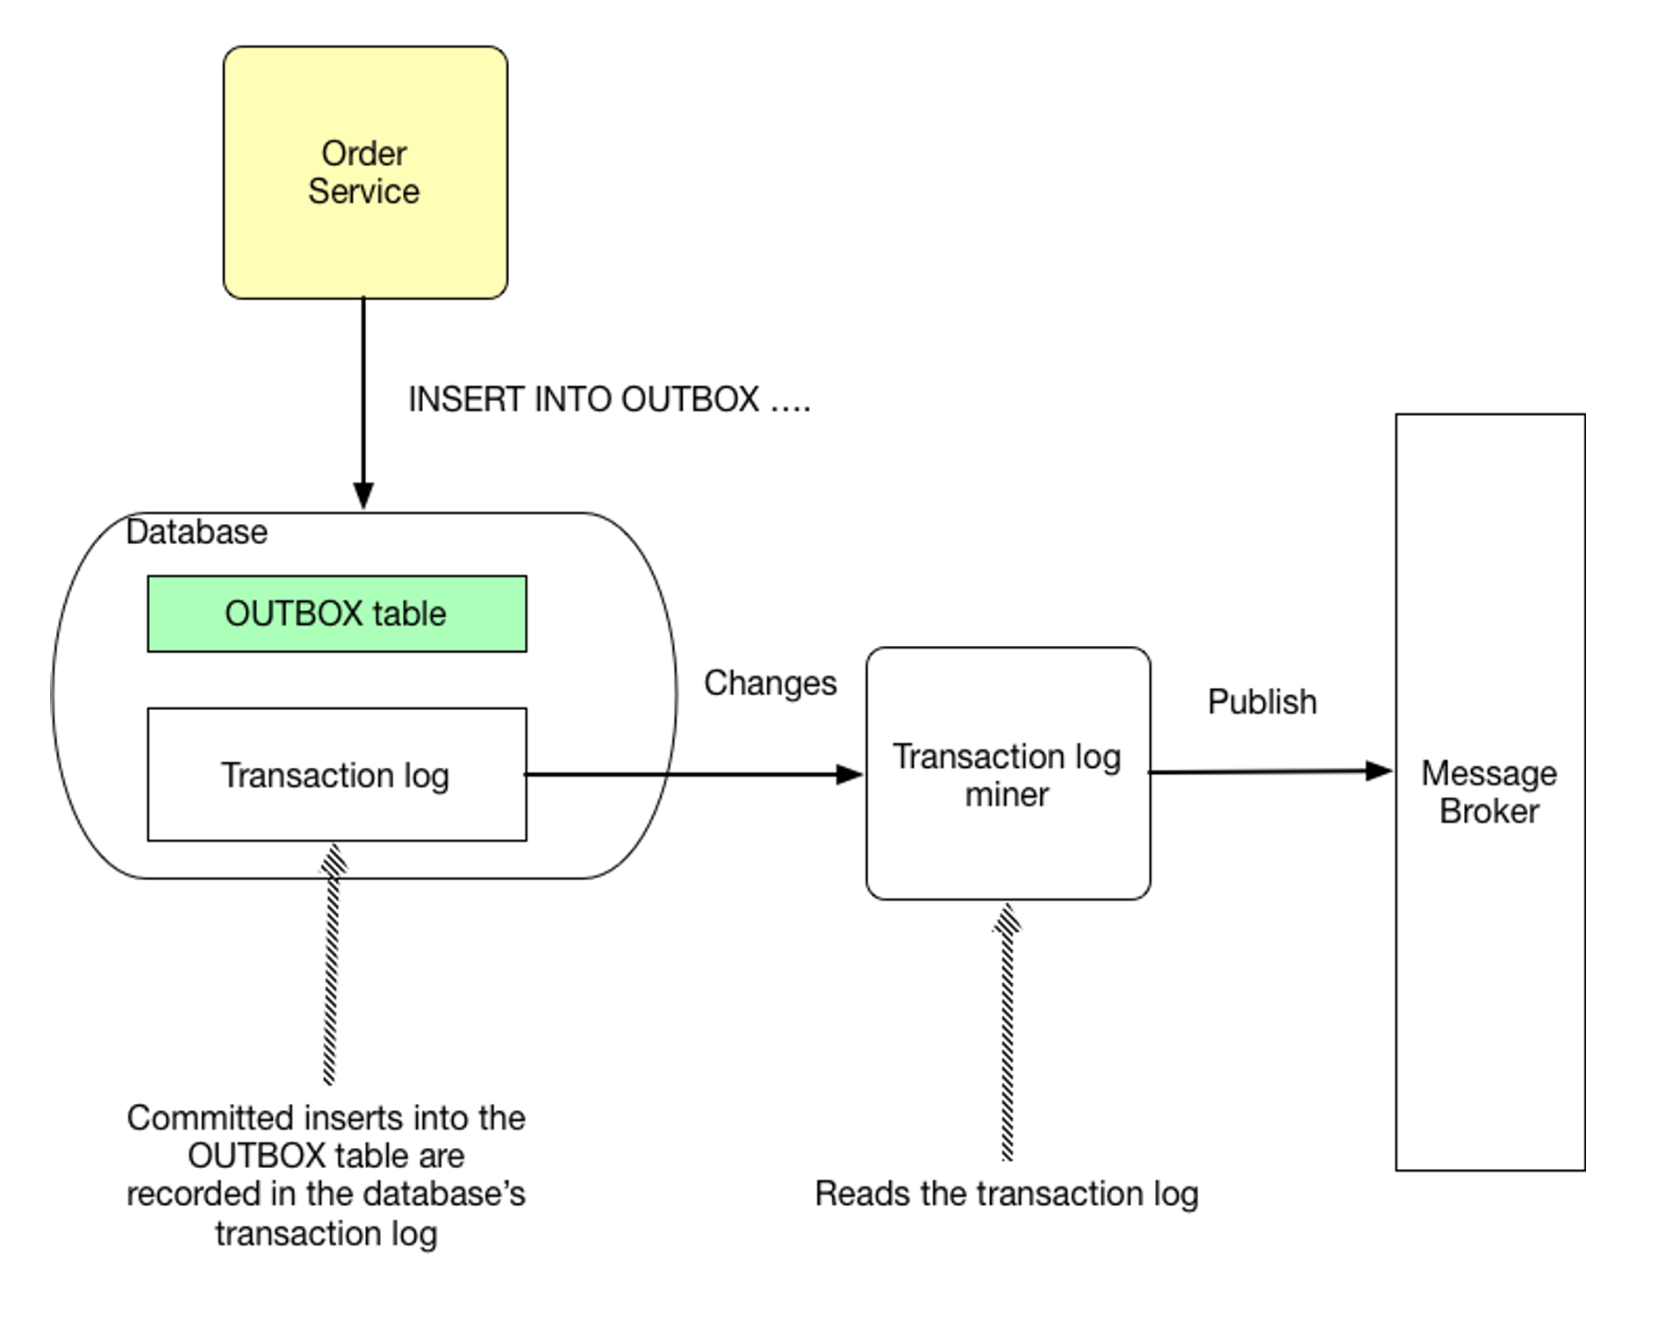 Order
Service
INSERT INTO OUTBOX ....
Database
OUTBOX table
Changes
Publish
Transaction log
Transaction log
miner
Message
Broker
Committed inserts into the
OUTBOX table are
recorded in the database’s
transaction log
Reads the transaction log